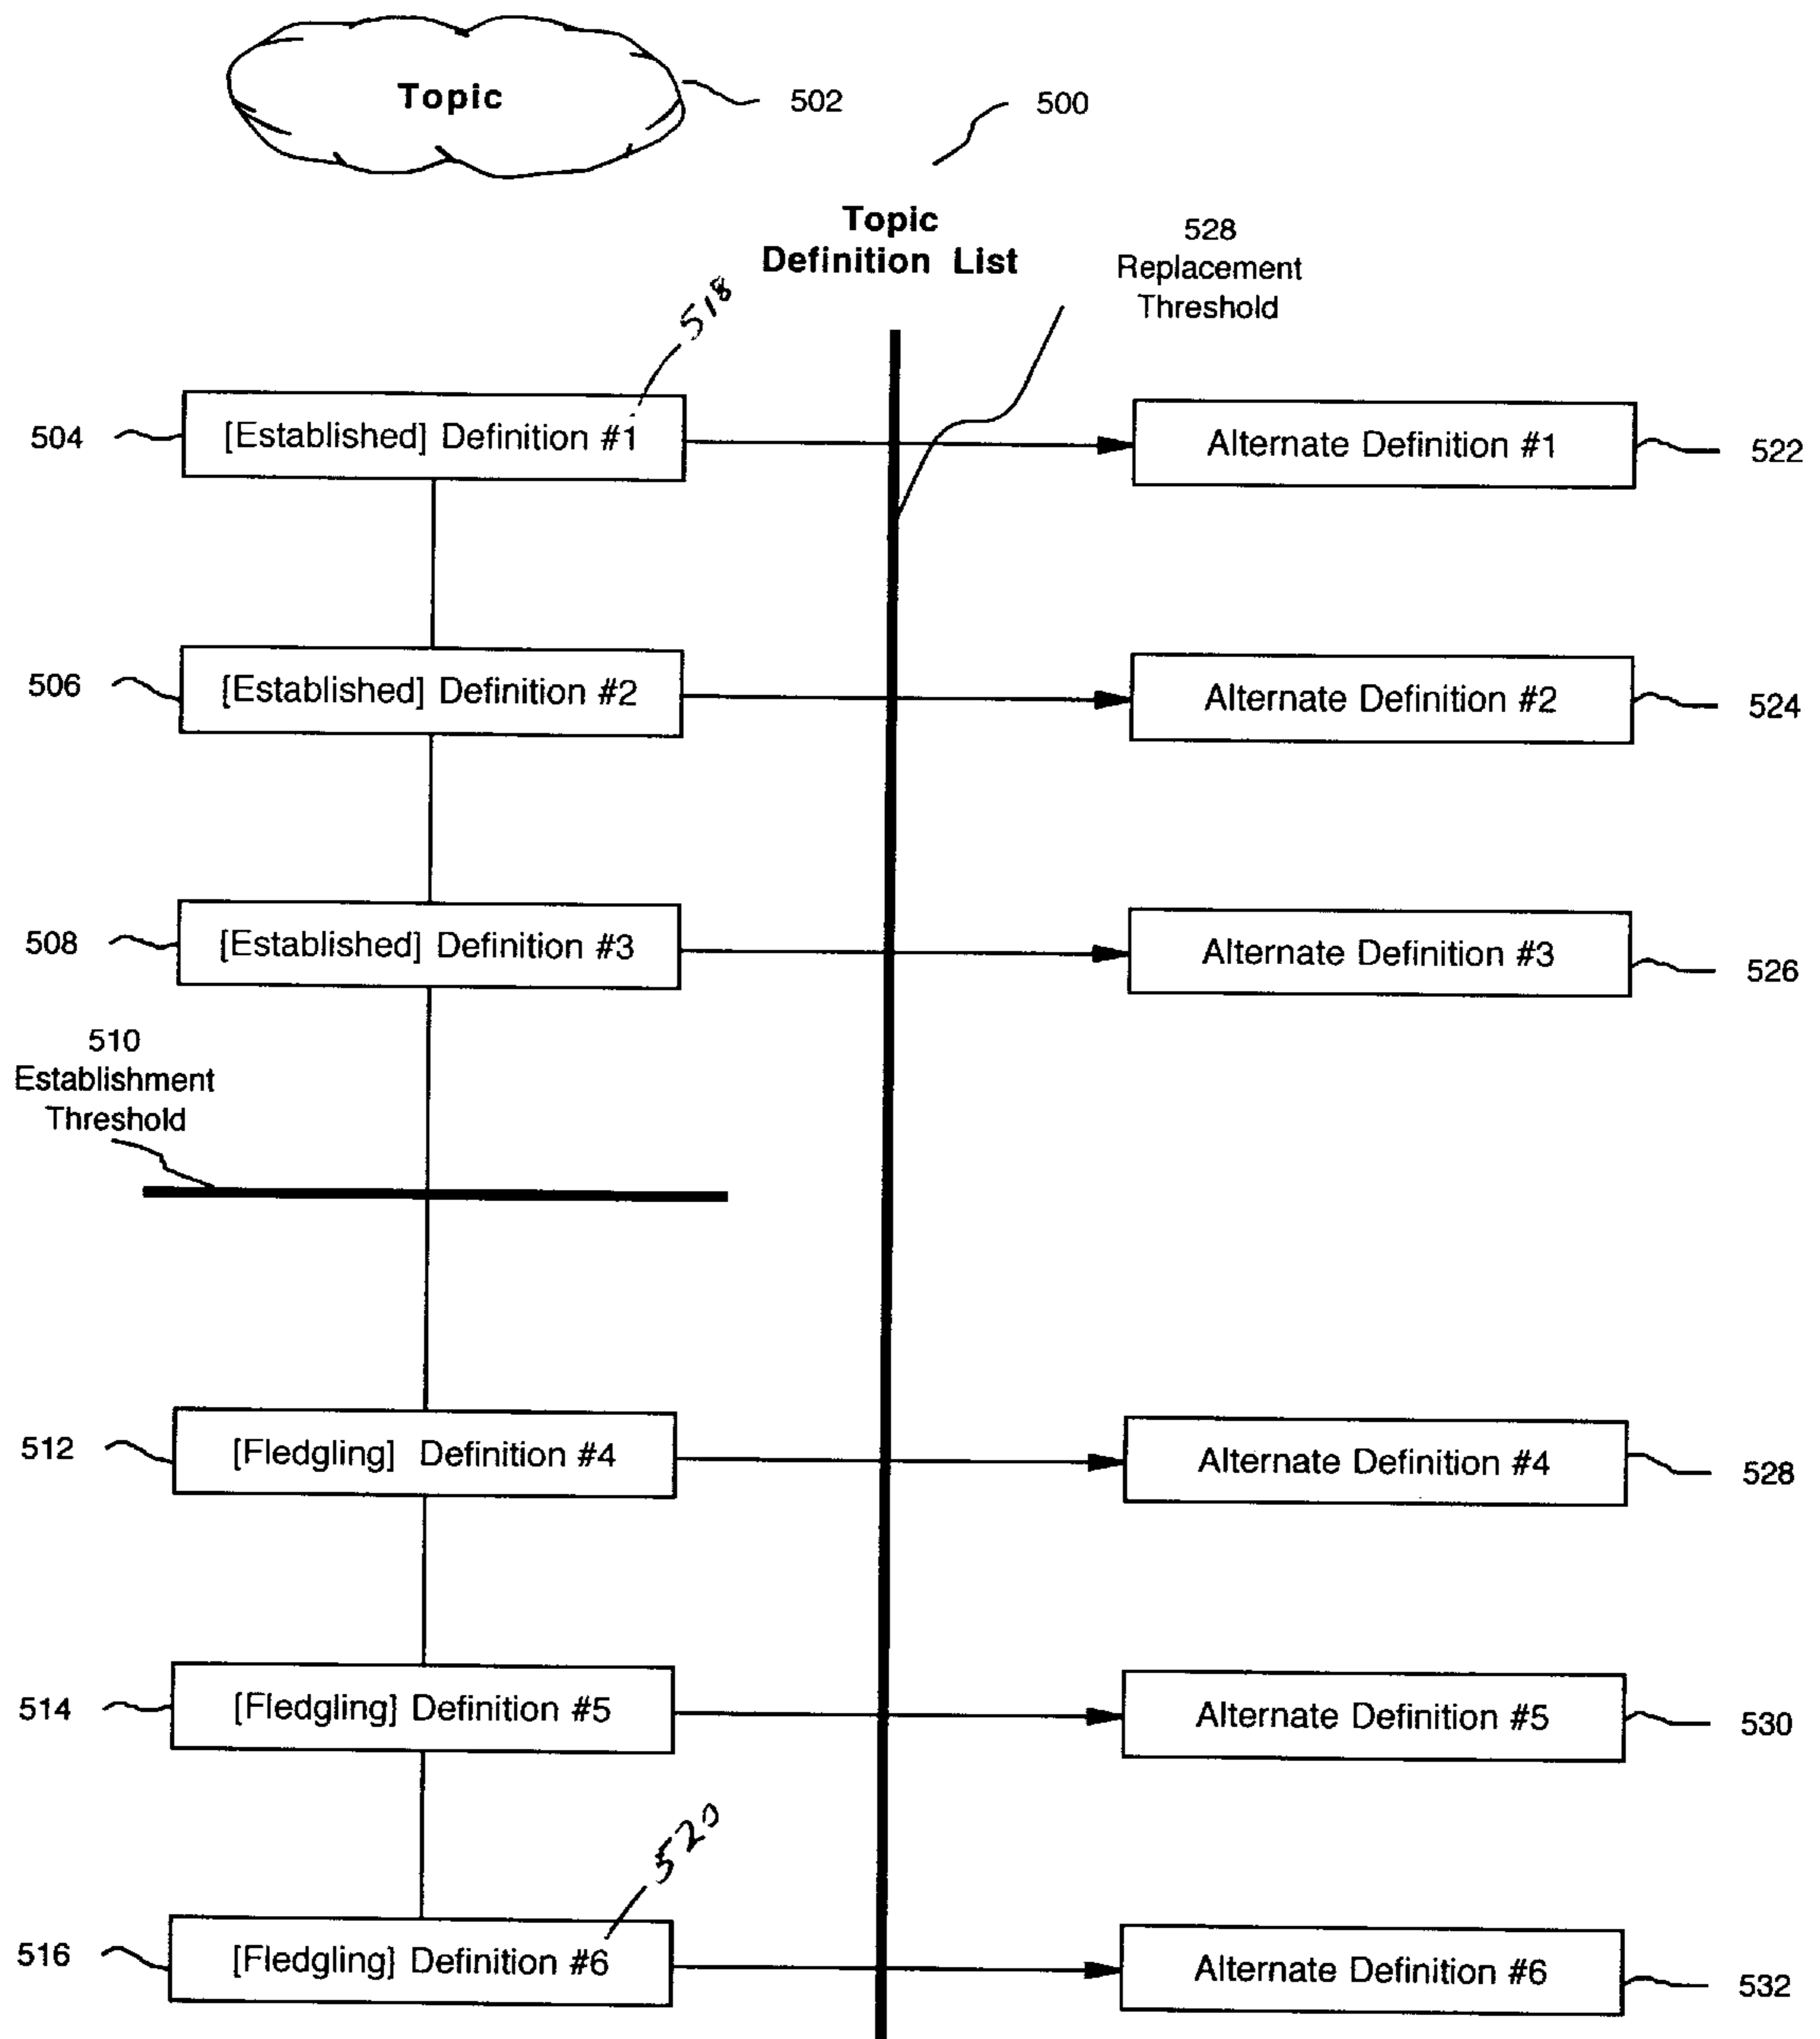 Topic
502
500
Topic
Definition List
528
Replacement
Threshold
518
504
[Established] Definition #1
Alternate Definition #1
522
506
[Established] Definition #2
Alternate Definition #2
524
508
[Established] Definition #3
Alternate Definition #3
526
510
Establishment
Threshold
512
[Fledgling] Definition #4
Alternate Definition #4
528
514
[Fledgling] Definition #5
Alternate Definition #5
530
520
516
[Fledgling] Definition #6
Alternate Definition #6
532